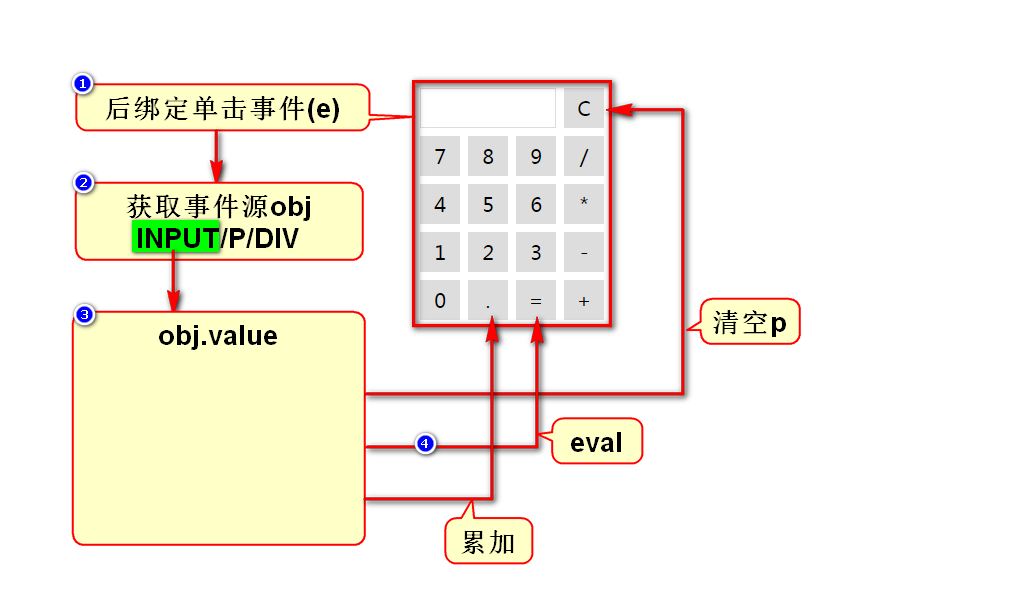 1
后绑定单击事件(e)
2
获取事件源obj
INPUT/P/DIV
3
obj.value
C
7 8 9 /
4 5 6 *
1 2 3 -
0 . = +
清空p
4
eval
累加